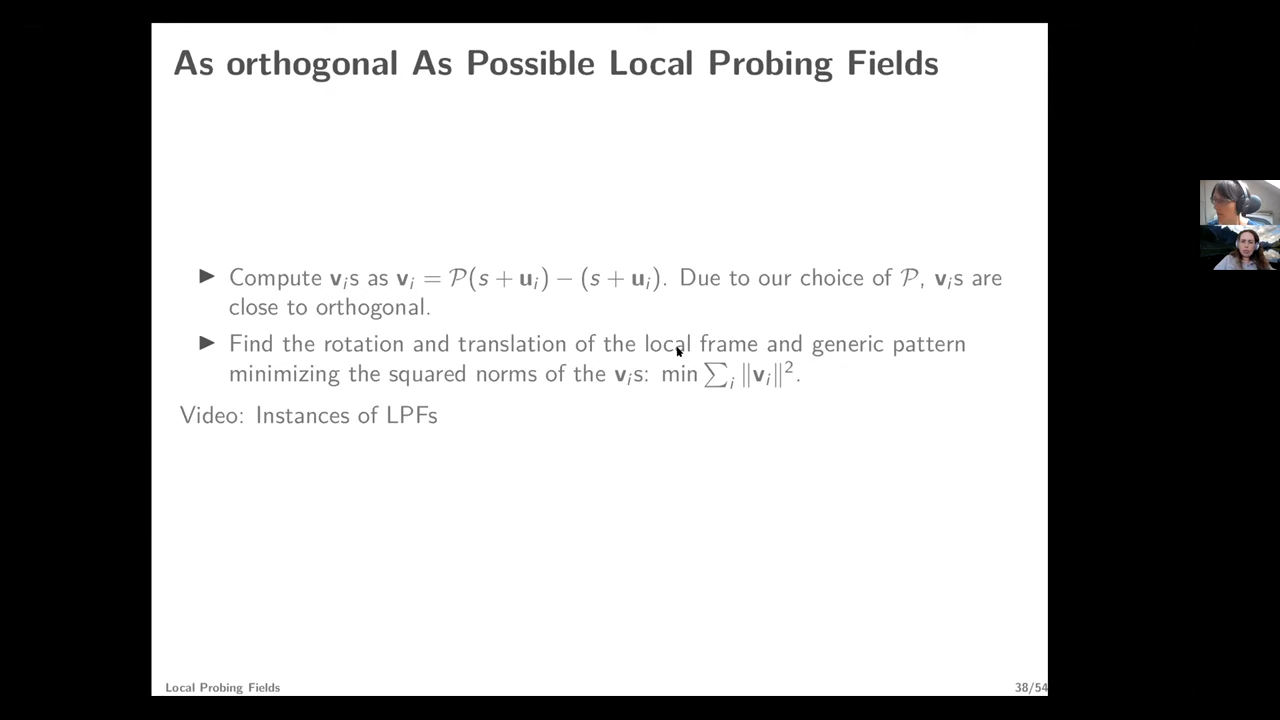 As orthogonal As Possible Local Probing Fields
▶ Compute vᵢs as vᵢ = 𝒫(s + uᵢ) − (s + uᵢ). Due to our choice of 𝒫, vᵢs are
close to orthogonal.
▶ Find the rotation and translation of the local frame and generic pattern
minimizing the squared norms of the vᵢs: min ∑ᵢ ‖vᵢ‖².
Video: Instances of LPFs
Local Probing Fields
38/54